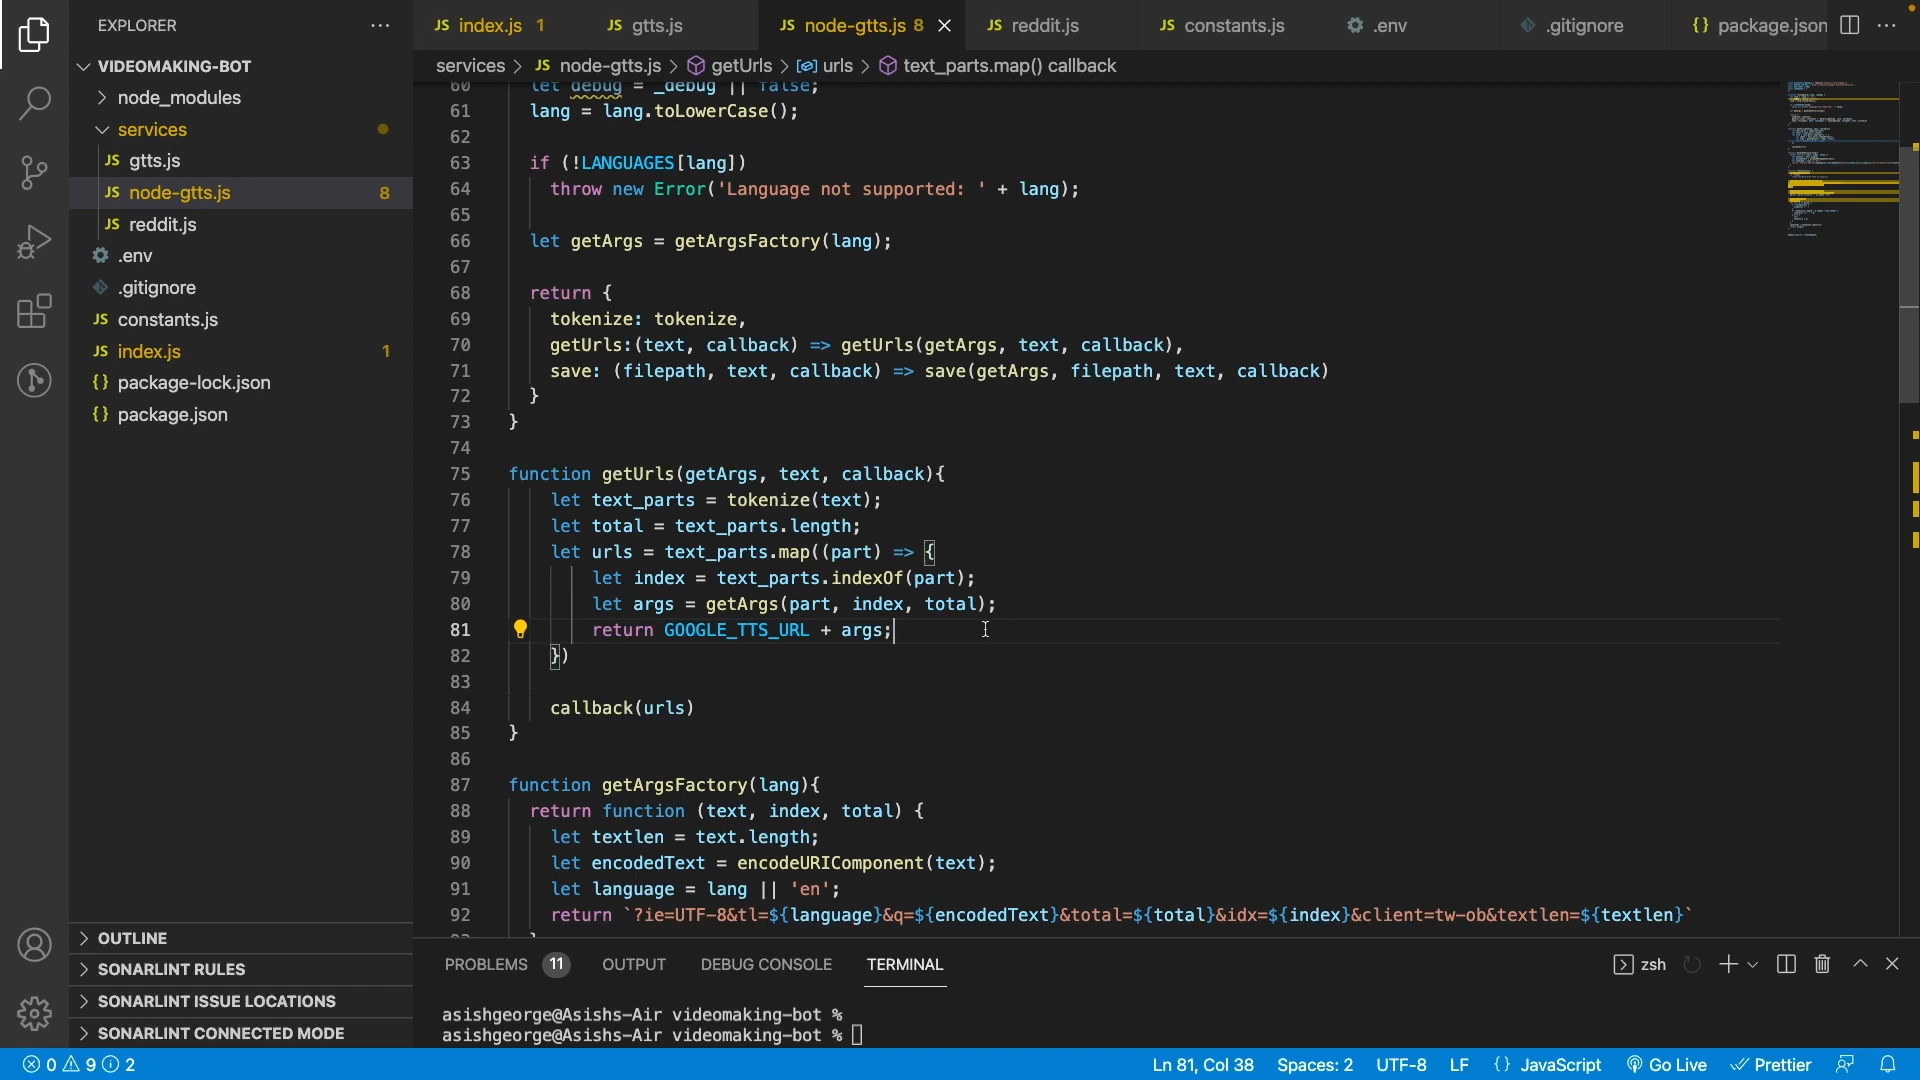 EXPLORER
VIDEOMAKING-BOT
node_modules
services
JS gtts.js
JS node-gtts.js 8
JS reddit.js
.env
.gitignore
JS constants.js
JS index.js 1
{} package-lock.json
{} package.json
OUTLINE
SONARLINT RULES
SONARLINT ISSUE LOCATIONS
SONARLINT CONNECTED MODE
JS index.js 1
JS gtts.js
JS node-gtts.js 8
JS reddit.js
JS constants.js
.env
.gitignore
{} package.json
services > JS node-gtts.js > getUrls > urls > text_parts.map() callback
60 let debug = _debug || false;
61 lang = lang.toLowerCase();
62
63 if (!LANGUAGES[lang])
64 throw new Error('Language not supported: ' + lang);
65
66 let getArgs = getArgsFactory(lang);
67
68 return {
69 tokenize: tokenize,
70 getUrls:(text, callback) => getUrls(getArgs, text, callback),
71 save: (filepath, text, callback) => save(getArgs, filepath, text, callback)
72 }
73 }
74
75 function getUrls(getArgs, text, callback){
76 let text_parts = tokenize(text);
77 let total = text_parts.length;
78 let urls = text_parts.map((part) => {
79 let index = text_parts.indexOf(part);
80 let args = getArgs(part, index, total);
81 return GOOGLE_TTS_URL + args;
82 })
83
84 callback(urls)
85 }
86
87 function getArgsFactory(lang){
88 return function (text, index, total) {
89 let textlen = text.length;
90 let encodedText = encodeURIComponent(text);
91 let language = lang || 'en';
92 return `?ie=UTF-8&tl=${language}&q=${encodedText}&total=${total}&idx=${index}&client=tw-ob&textlen=${textlen}`
PROBLEMS 11 OUTPUT DEBUG CONSOLE TERMINAL
zsh
asishgeorge@Asishs-Air videomaking-bot %
asishgeorge@Asishs-Air videomaking-bot %
0 9 2
Ln 81, Col 38 Spaces: 2 UTF-8 LF {} JavaScript Go Live Prettier